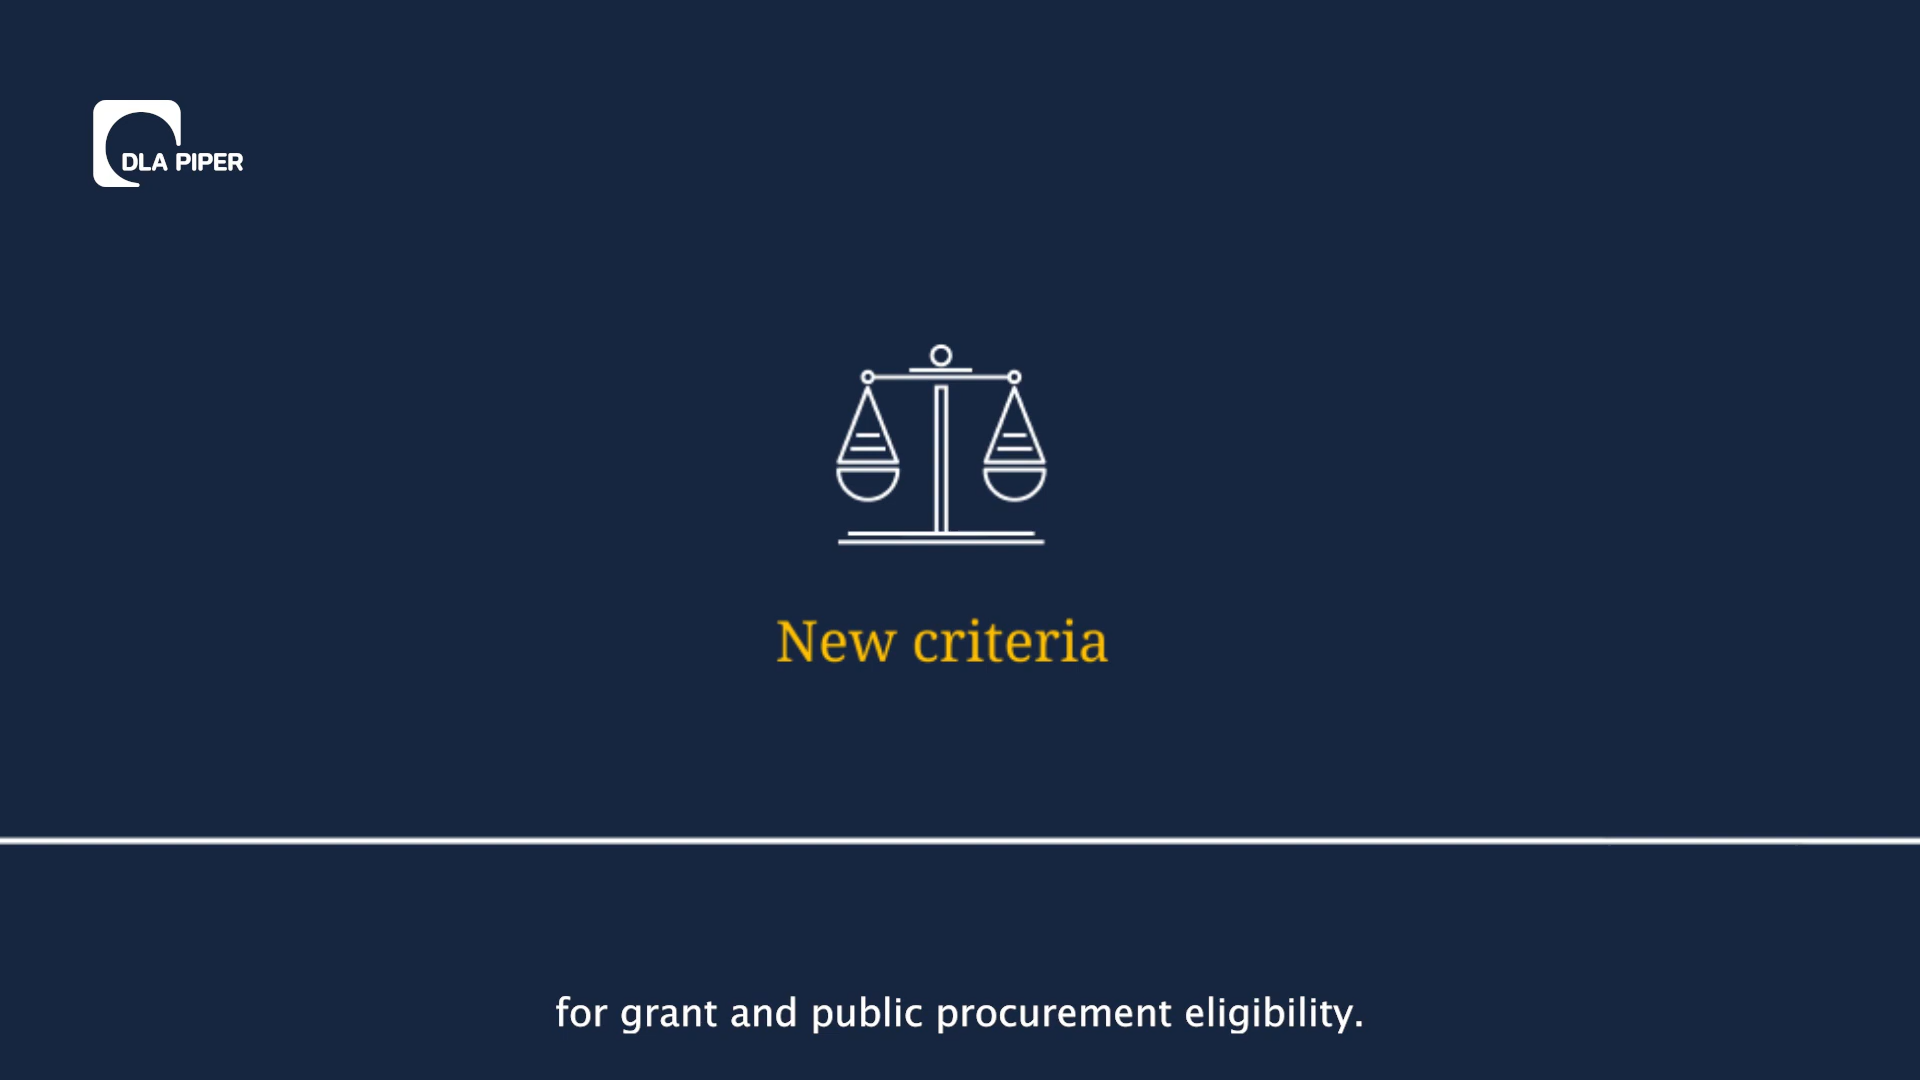 DLA PIPER
New criteria
for grant and public procurement eligibility.